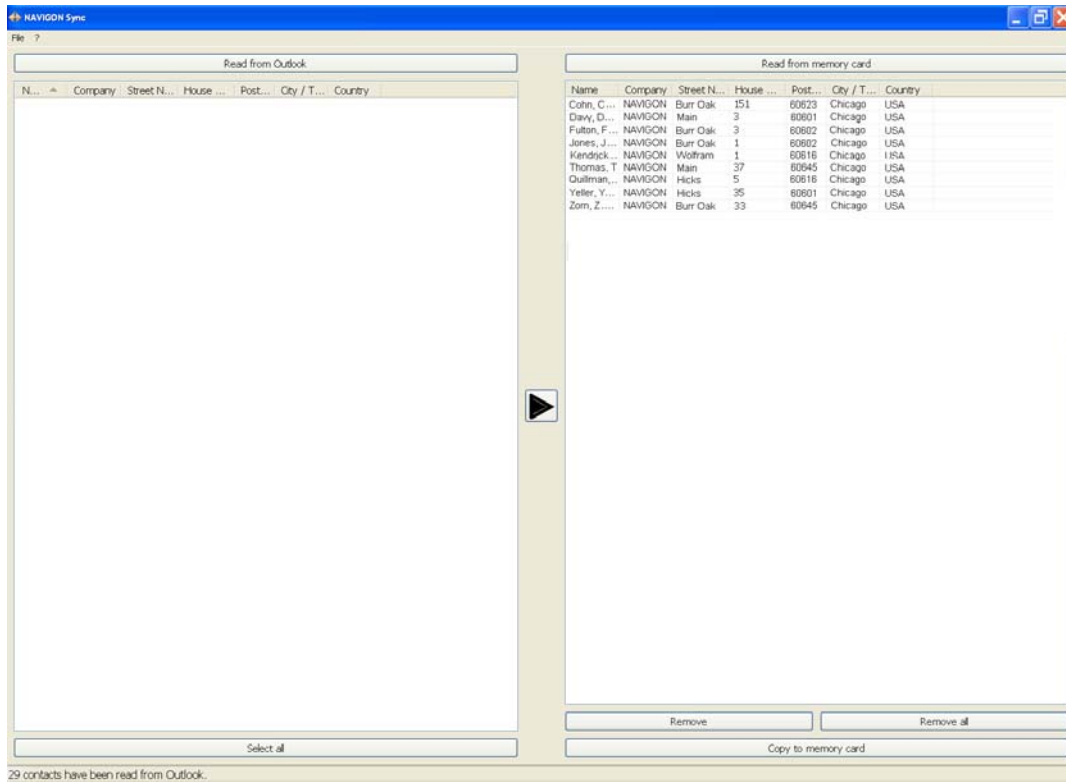 NAVIGON Sync
File ?
Read from Outlook
Read from memory card
N... Company Street N... House ... Post... City / T... Country
Name Company Street N... House ... Post... City / T... Country
Cohn, C... NAVIGON Burr Oak 151 60623 Chicago USA
Davy, D... NAVIGON Main 3 60601 Chicago USA
Fulton, F... NAVIGON Burr Oak 3 60602 Chicago USA
Jones, J... NAVIGON Burr Oak 1 60602 Chicago USA
Kendrick... NAVIGON Wolfram 1 60616 Chicago USA
Thomas, T NAVIGON Main 37 60645 Chicago USA
Quillman,... NAVIGON Hicks 5 60616 Chicago USA
Yeller, Y... NAVIGON Hicks 35 60601 Chicago USA
Zorn, Z.... NAVIGON Burr Oak 33 60645 Chicago USA
Remove
Remove all
Select all
Copy to memory card
29 contacts have been read from Outlook.